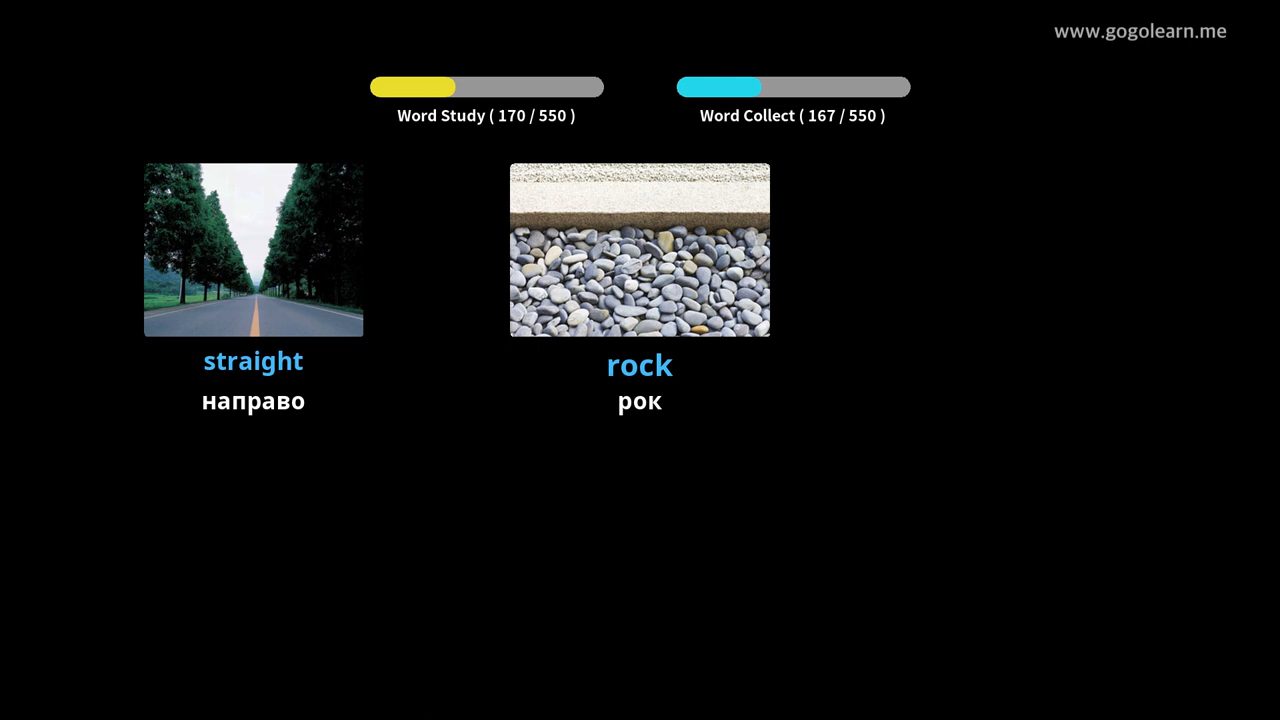 www.gogolearn.me
Word Study ( 170 / 550 )
Word Collect ( 167 / 550 )
straight
направо
rock
рок